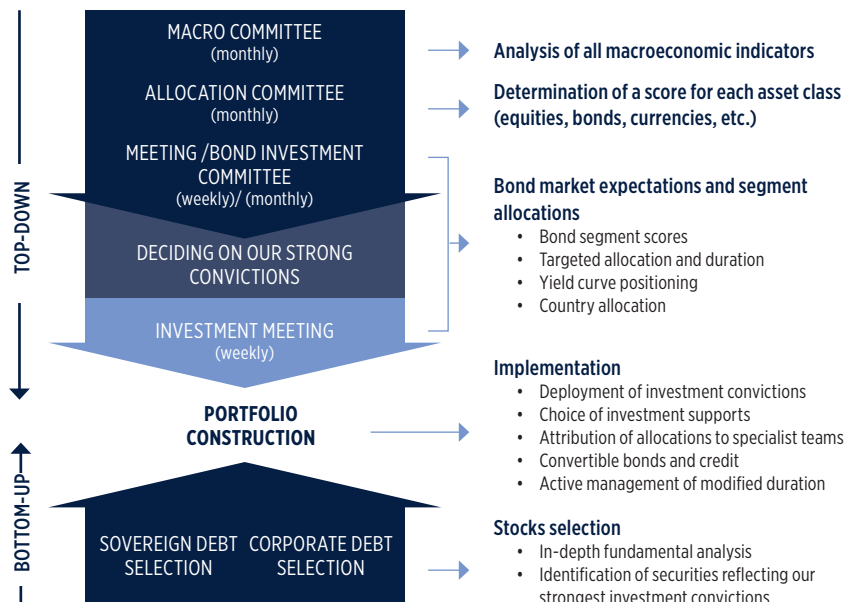 MACRO COMMITTEE
(monthly)
Analysis of all macroeconomic indicators
ALLOCATION COMMITTEE
(monthly)
Determination of a score for each asset class
(equities, bonds, currencies, etc.)
MEETING /BOND INVESTMENT
COMMITTEE
(weekly)/ (monthly)
DECIDING ON OUR STRONG
CONVICTIONS
INVESTMENT MEETING
(weekly)
Bond market expectations and segment
allocations
• Bond segment scores
• Targeted allocation and duration
• Yield curve positioning
• Country allocation
TOP-DOWN
PORTFOLIO
CONSTRUCTION
Implementation
• Deployment of investment convictions
• Choice of investment supports
• Attribution of allocations to specialist teams
• Convertible bonds and credit
• Active management of modified duration
BOTTOM-UP
SOVEREIGN DEBT
SELECTION
CORPORATE DEBT
SELECTION
Stocks selection
• In-depth fundamental analysis
• Identification of securities reflecting our
strongest investment convictions